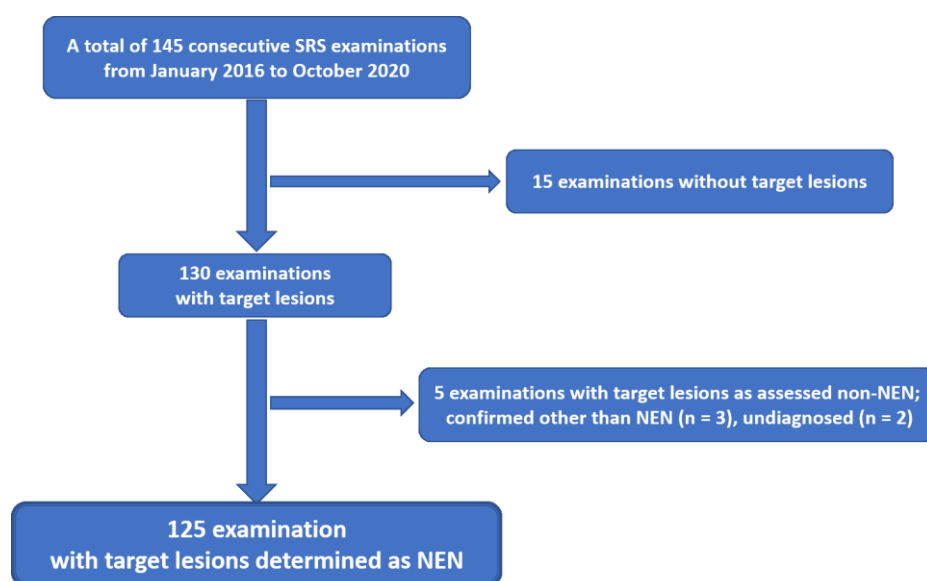 A total of 145 consecutive SRS examinations
from January 2016 to October 2020
15 examinations without target lesions
130 examinations
with target lesions
5 examinations with target lesions as assessed non-NEN;
confirmed other than NEN (n = 3), undiagnosed (n = 2)
125 examination
with target lesions determined as NEN